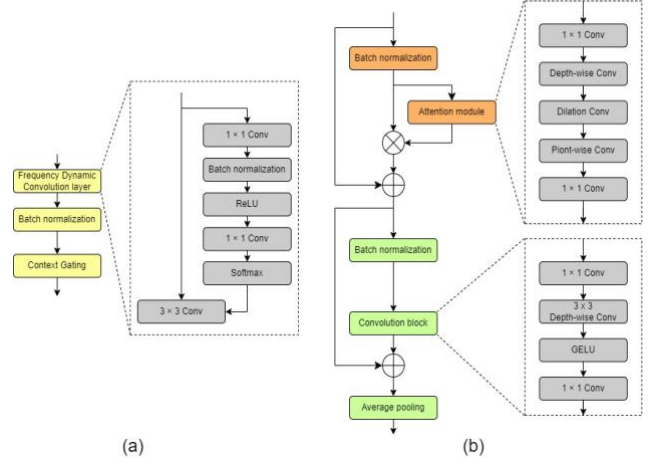 Frequency Dynamic
Convolution layer
Batch normalization
Context Gating
1 × 1 Conv
Batch normalization
ReLU
1 × 1 Conv
Softmax
3 × 3 Conv
(a)
Batch normalization
Attention module
Batch normalization
Convolution block
Average pooling
1 × 1 Conv
Depth-wise Conv
Dilation Conv
Piont-wise Conv
1 × 1 Conv
1 × 1 Conv
3 x 3
Depth-wise Conv
GELU
1 × 1 Conv
(b)